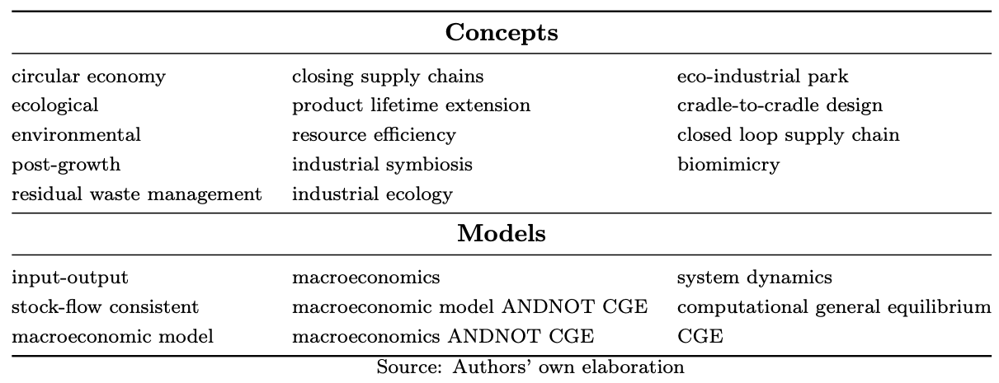 Concepts
circular economy closing supply chains eco-industrial park
ecological product lifetime extension cradle-to-cradle design
environmental resource efficiency closed loop supply chain
post-growth industrial symbiosis biomimicry
residual waste management industrial ecology
Models
input-output macroeconomics system dynamics
stock-flow consistent macroeconomic model ANDNOT CGE computational general equilibrium
macroeconomic model macroeconomics ANDNOT CGE CGE
Source: Authors' own elaboration